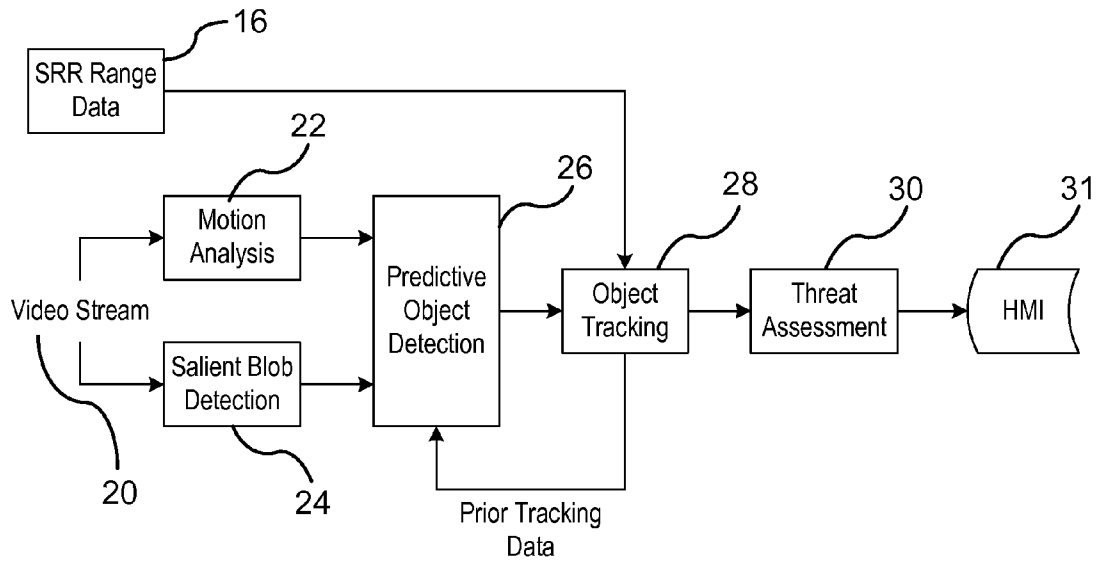 16
SRR Range
Data
22
26
28
30
31
Motion
Analysis
Predictive
Object
Detection
Object
Tracking
Threat
Assessment
HMI
Video Stream
Salient Blob
Detection
20
24
Prior Tracking
Data